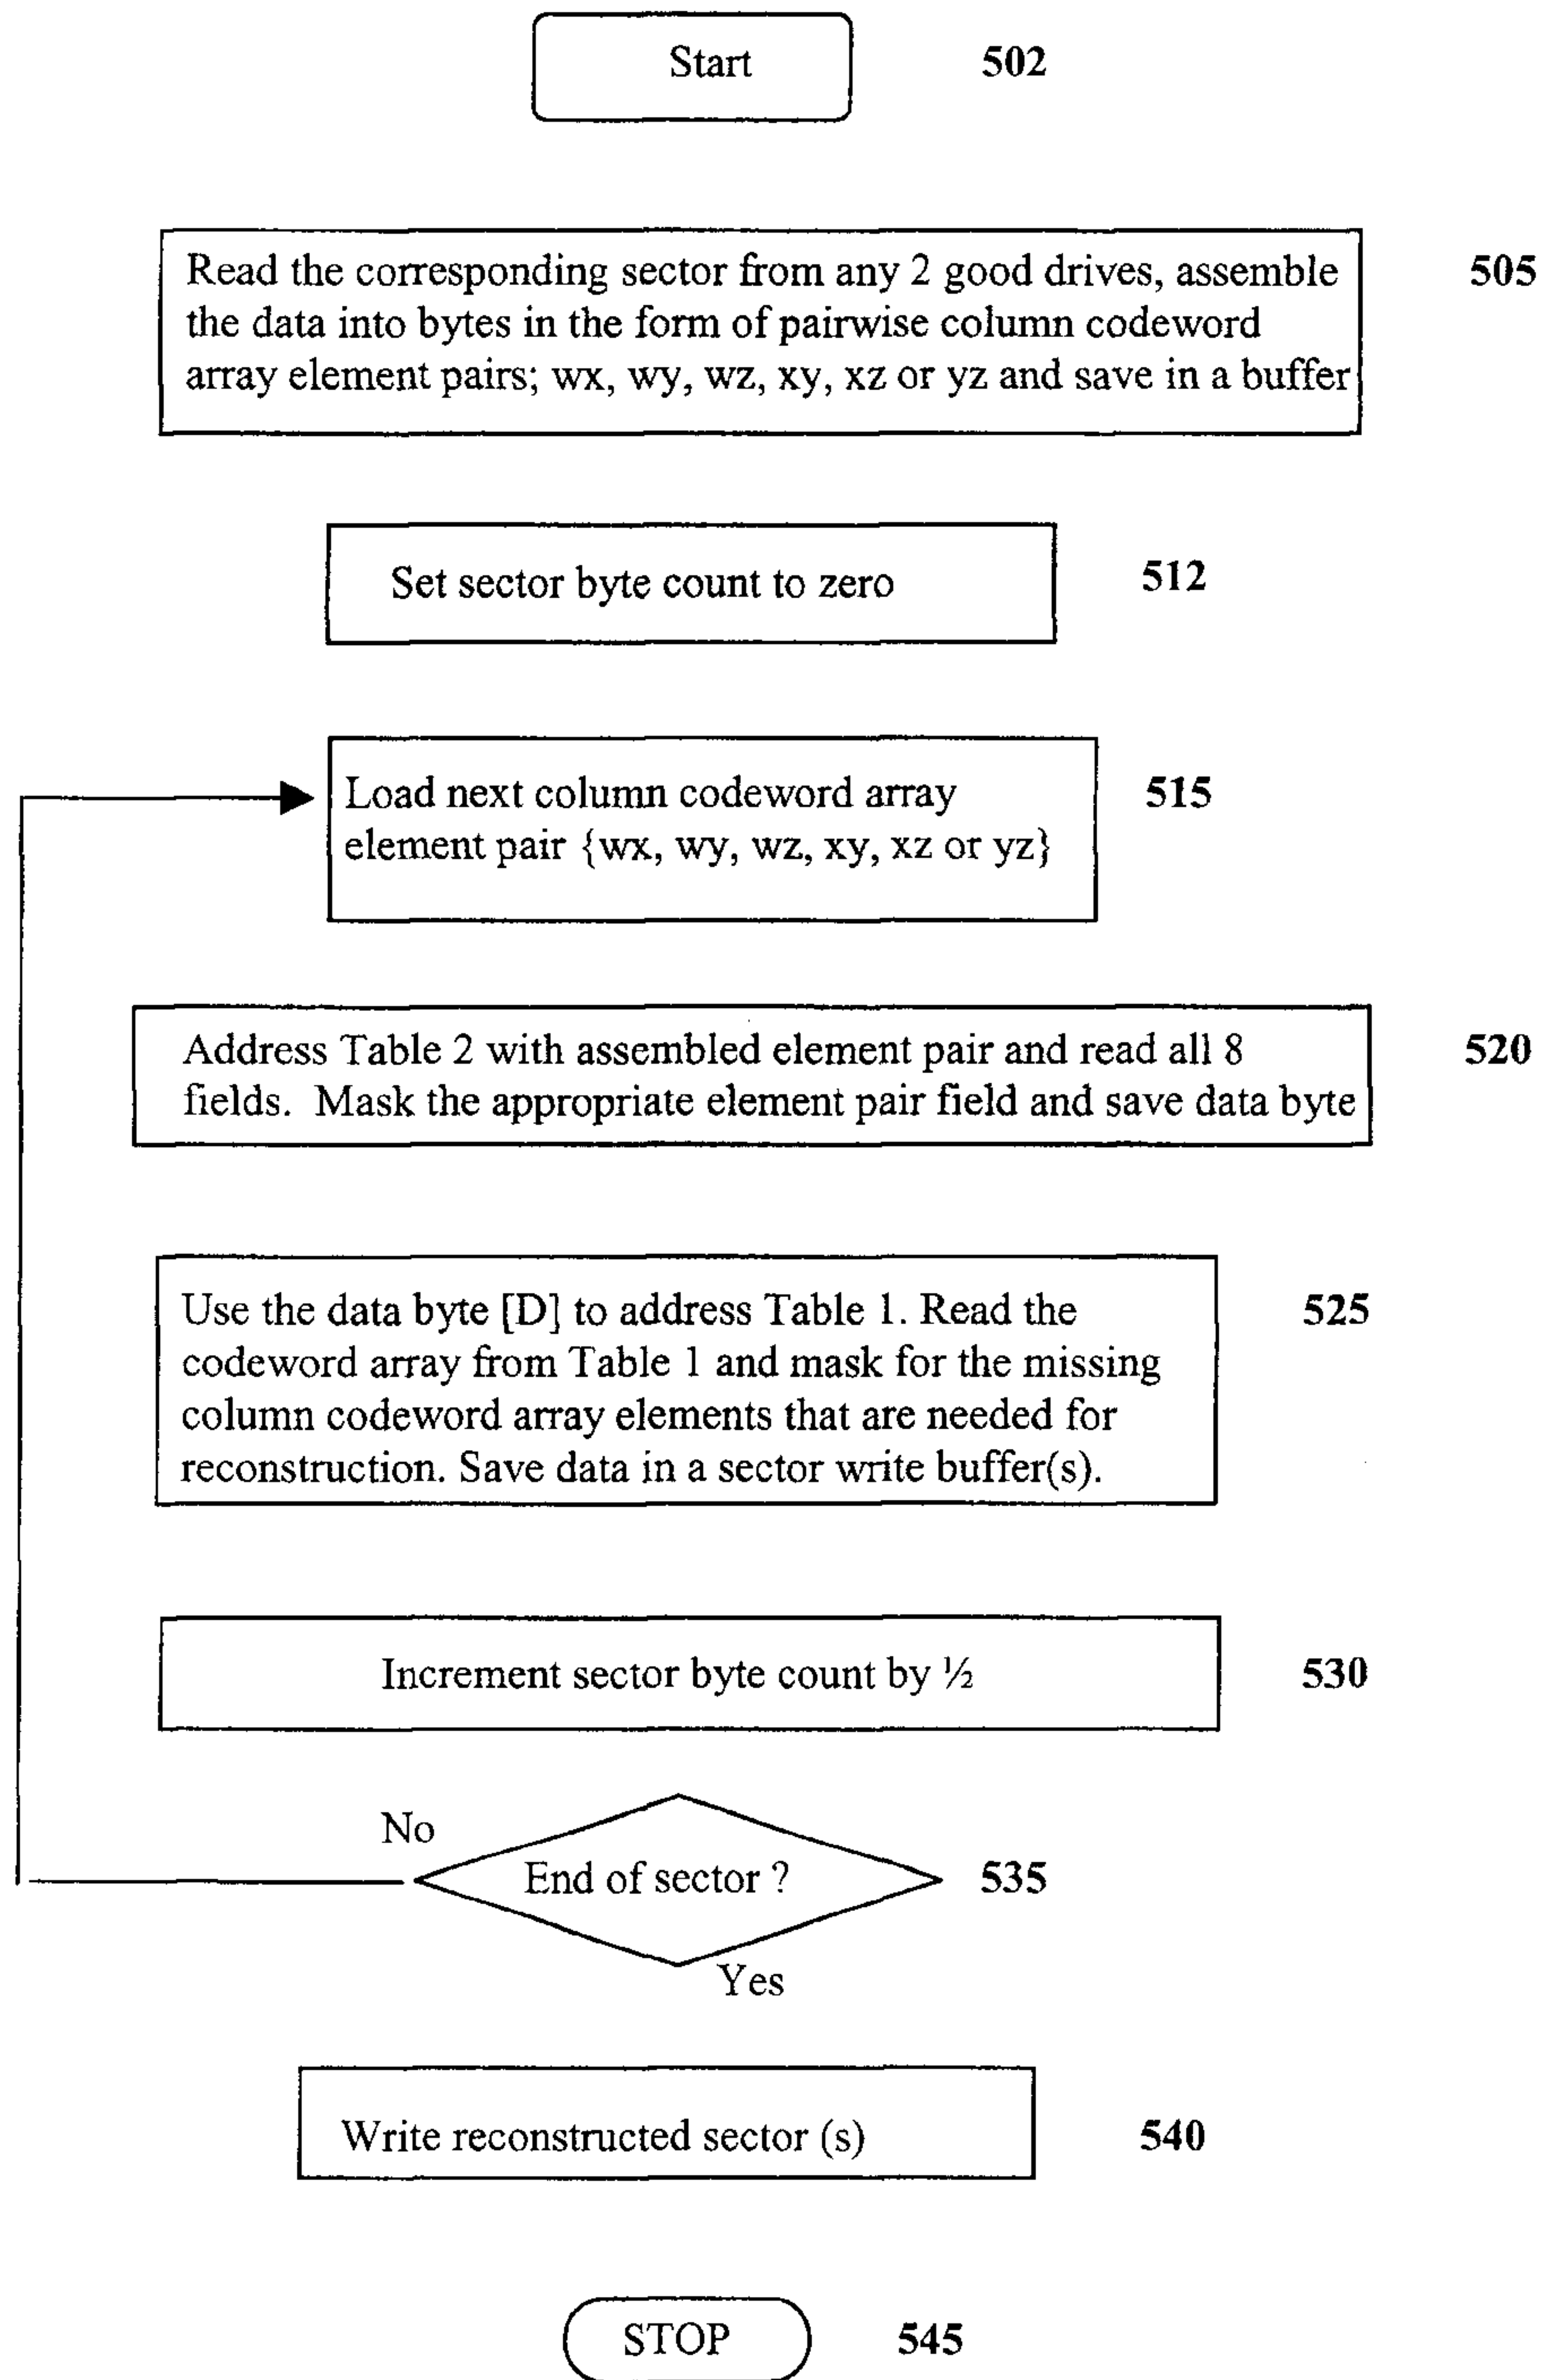 Start 502
Read the corresponding sector from any 2 good drives, assemble 505
the data into bytes in the form of pairwise column codeword
array element pairs; wx, wy, wz, xy, xz or yz and save in a buffer
Set sector byte count to zero 512
Load next column codeword array 515
element pair {wx, wy, wz, xy, xz or yz}
Address Table 2 with assembled element pair and read all 8 520
fields. Mask the appropriate element pair field and save data byte
Use the data byte [D] to address Table 1. Read the 525
codeword array from Table 1 and mask for the missing
column codeword array elements that are needed for
reconstruction. Save data in a sector write buffer(s).
Increment sector byte count by ½ 530
No
End of sector ? 535
Yes
Write reconstructed sector (s) 540
STOP 545